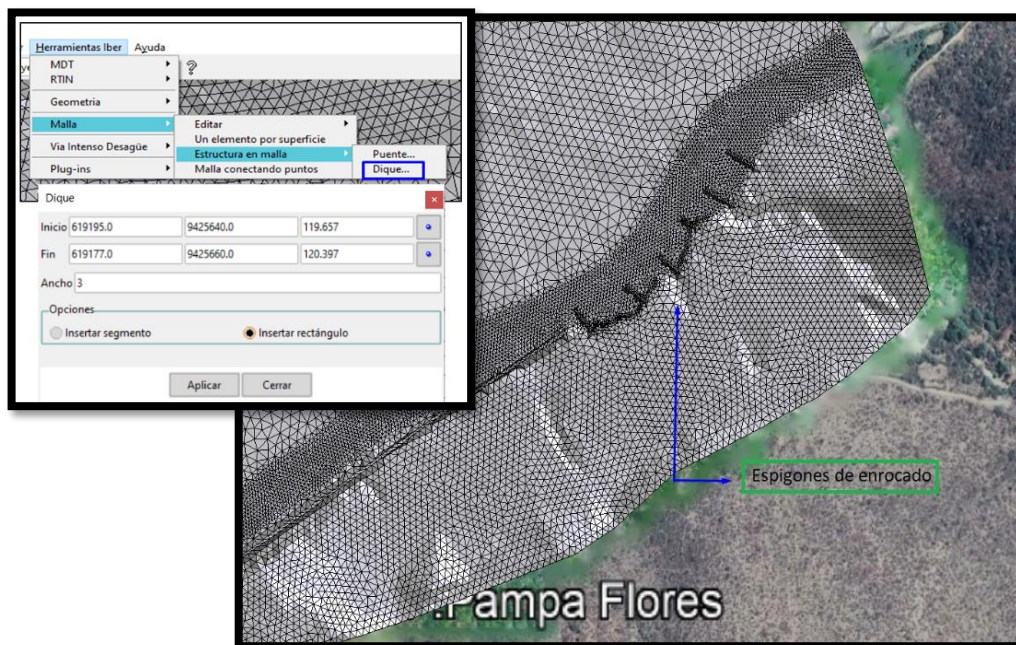 Herramientas Iber Ayuda
MDT
RTIN
Geometria
Malla
Via Intenso Desagüe
Plug-ins
Editar
Un elemento por superficie
Estructura en malla
Malla conectando puntos
Puente...
Dique...
Dique
Inicio 619195.0 9425640.0 119.657
Fin 619177.0 9425660.0 120.397
Ancho 3
Opciones
Insertar segmento Insertar rectángulo
Aplicar Cerrar
Espigones de enrocado
Pampa Flores